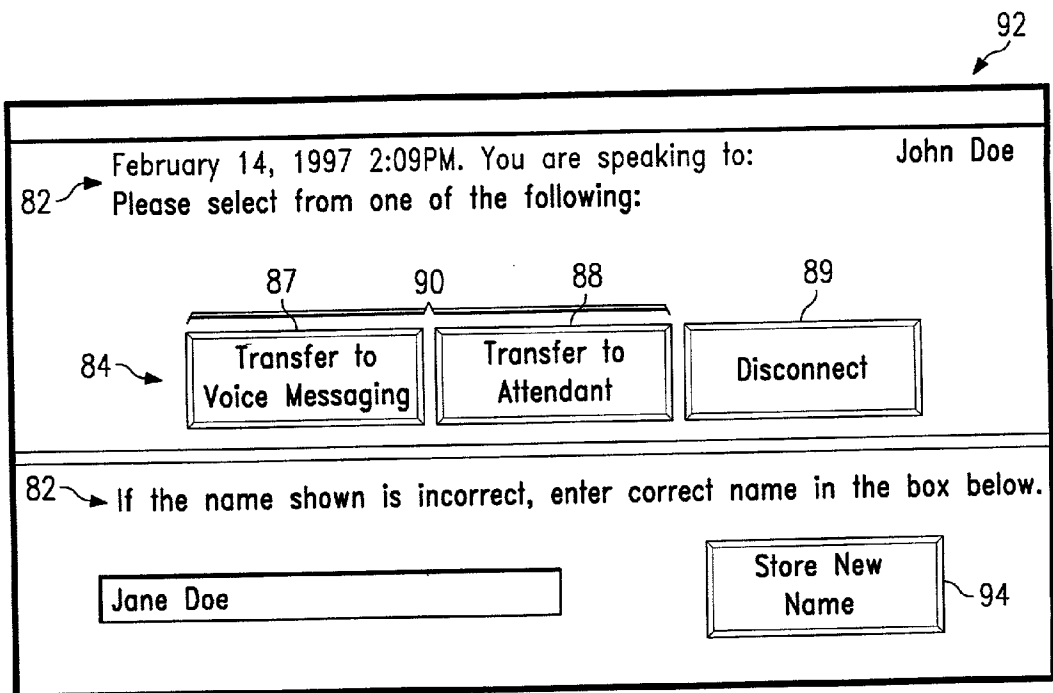 92
February 14, 1997 2:09PM. You are speaking to: John Doe
82
Please select from one of the following:
87 90 88 89
84
Transfer to
Voice Messaging
Transfer to
Attendant
Disconnect
82
If the name shown is incorrect, enter correct name in the box below.
Jane Doe
Store New
Name
94